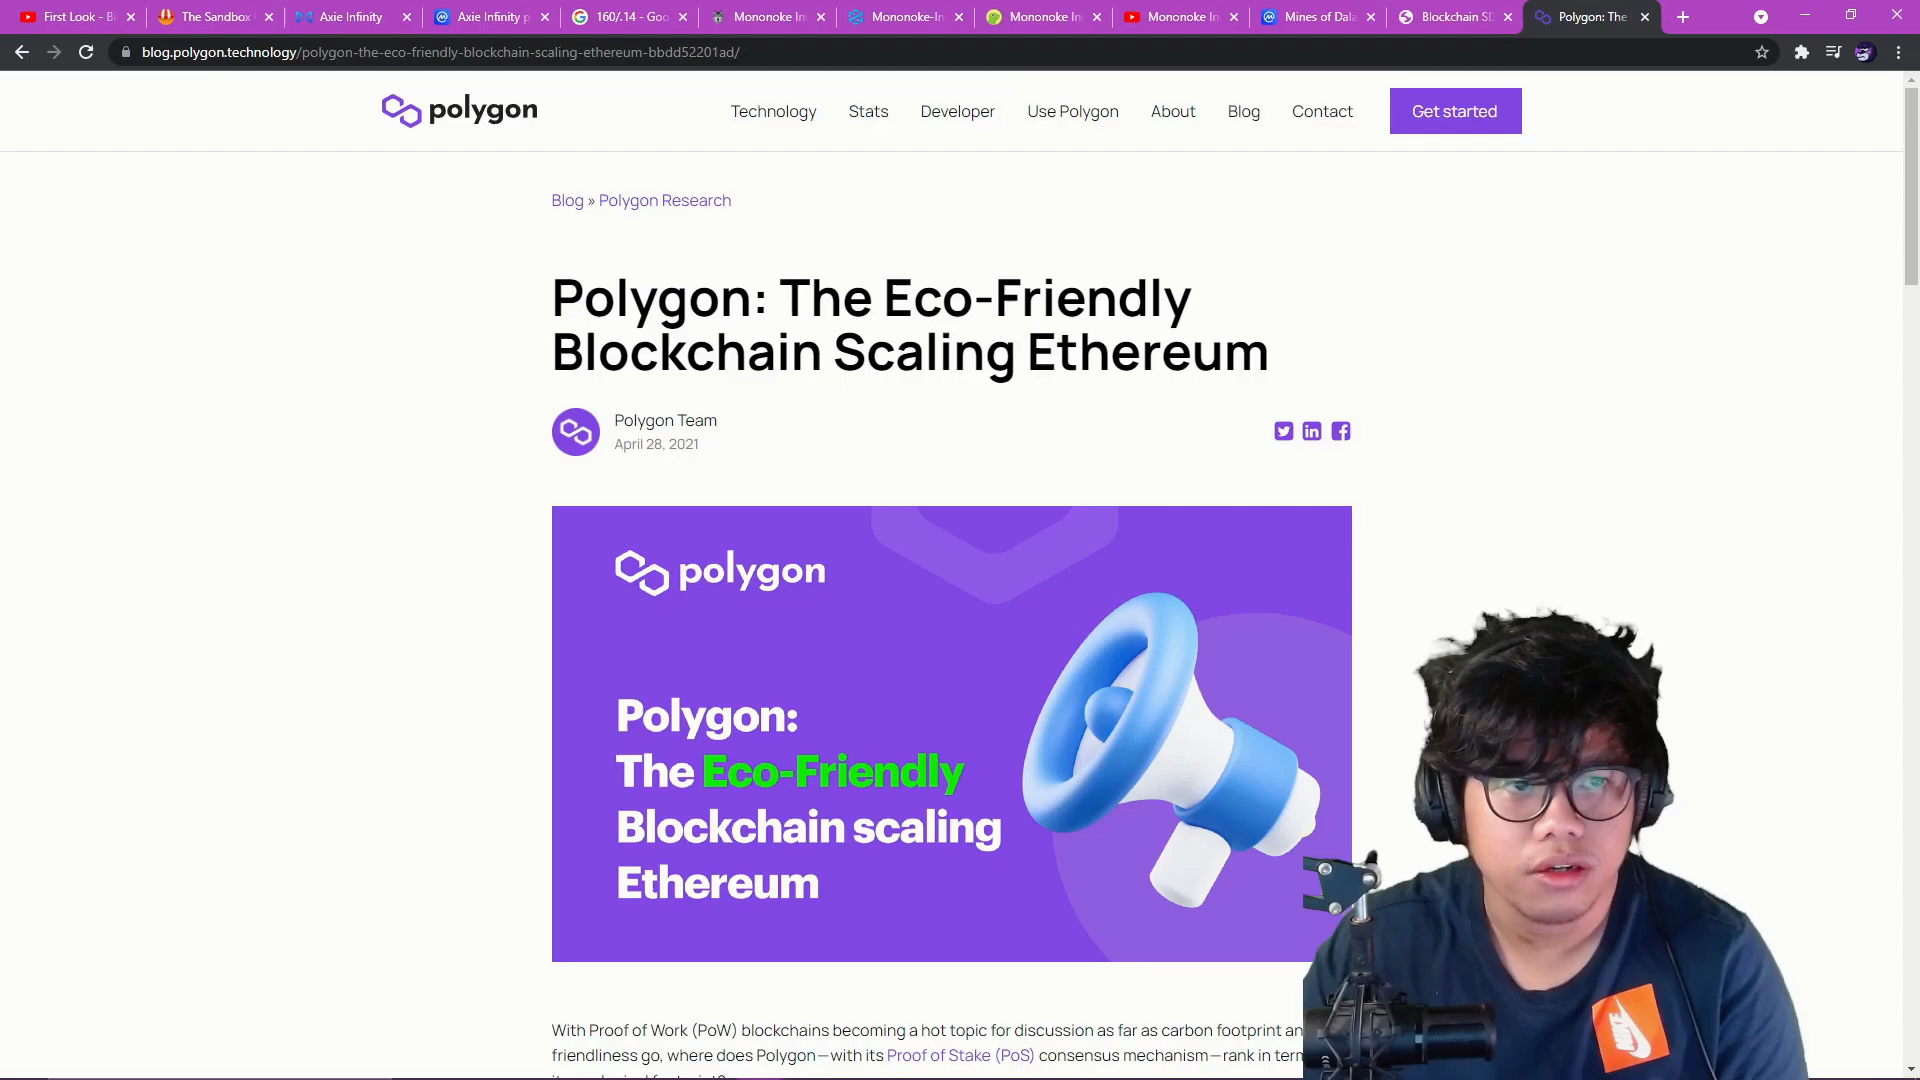 First Look - Bi
The Sandbox
Axie Infinity
Axie Infinity p
160/.14 - Goo
Mononoke In
Mononoke-In
Mononoke In
Mononoke In
Mines of Dala
Blockchain SD
Polygon: The
blog.polygon.technology/polygon-the-eco-friendly-blockchain-scaling-ethereum-bbdd52201ad/
polygon
Technology
Stats
Developer
Use Polygon
About
Blog
Contact
Get started
Blog » Polygon Research
Polygon: The Eco-Friendly
Blockchain Scaling Ethereum
Polygon Team
April 28, 2021
polygon
Polygon:
The Eco-Friendly
Blockchain scaling
Ethereum
With Proof of Work (PoW) blockchains becoming a hot topic for discussion as far as carbon footprint an
friendliness go, where does Polygon—with its Proof of Stake (PoS) consensus mechanism—rank in term
NIKE